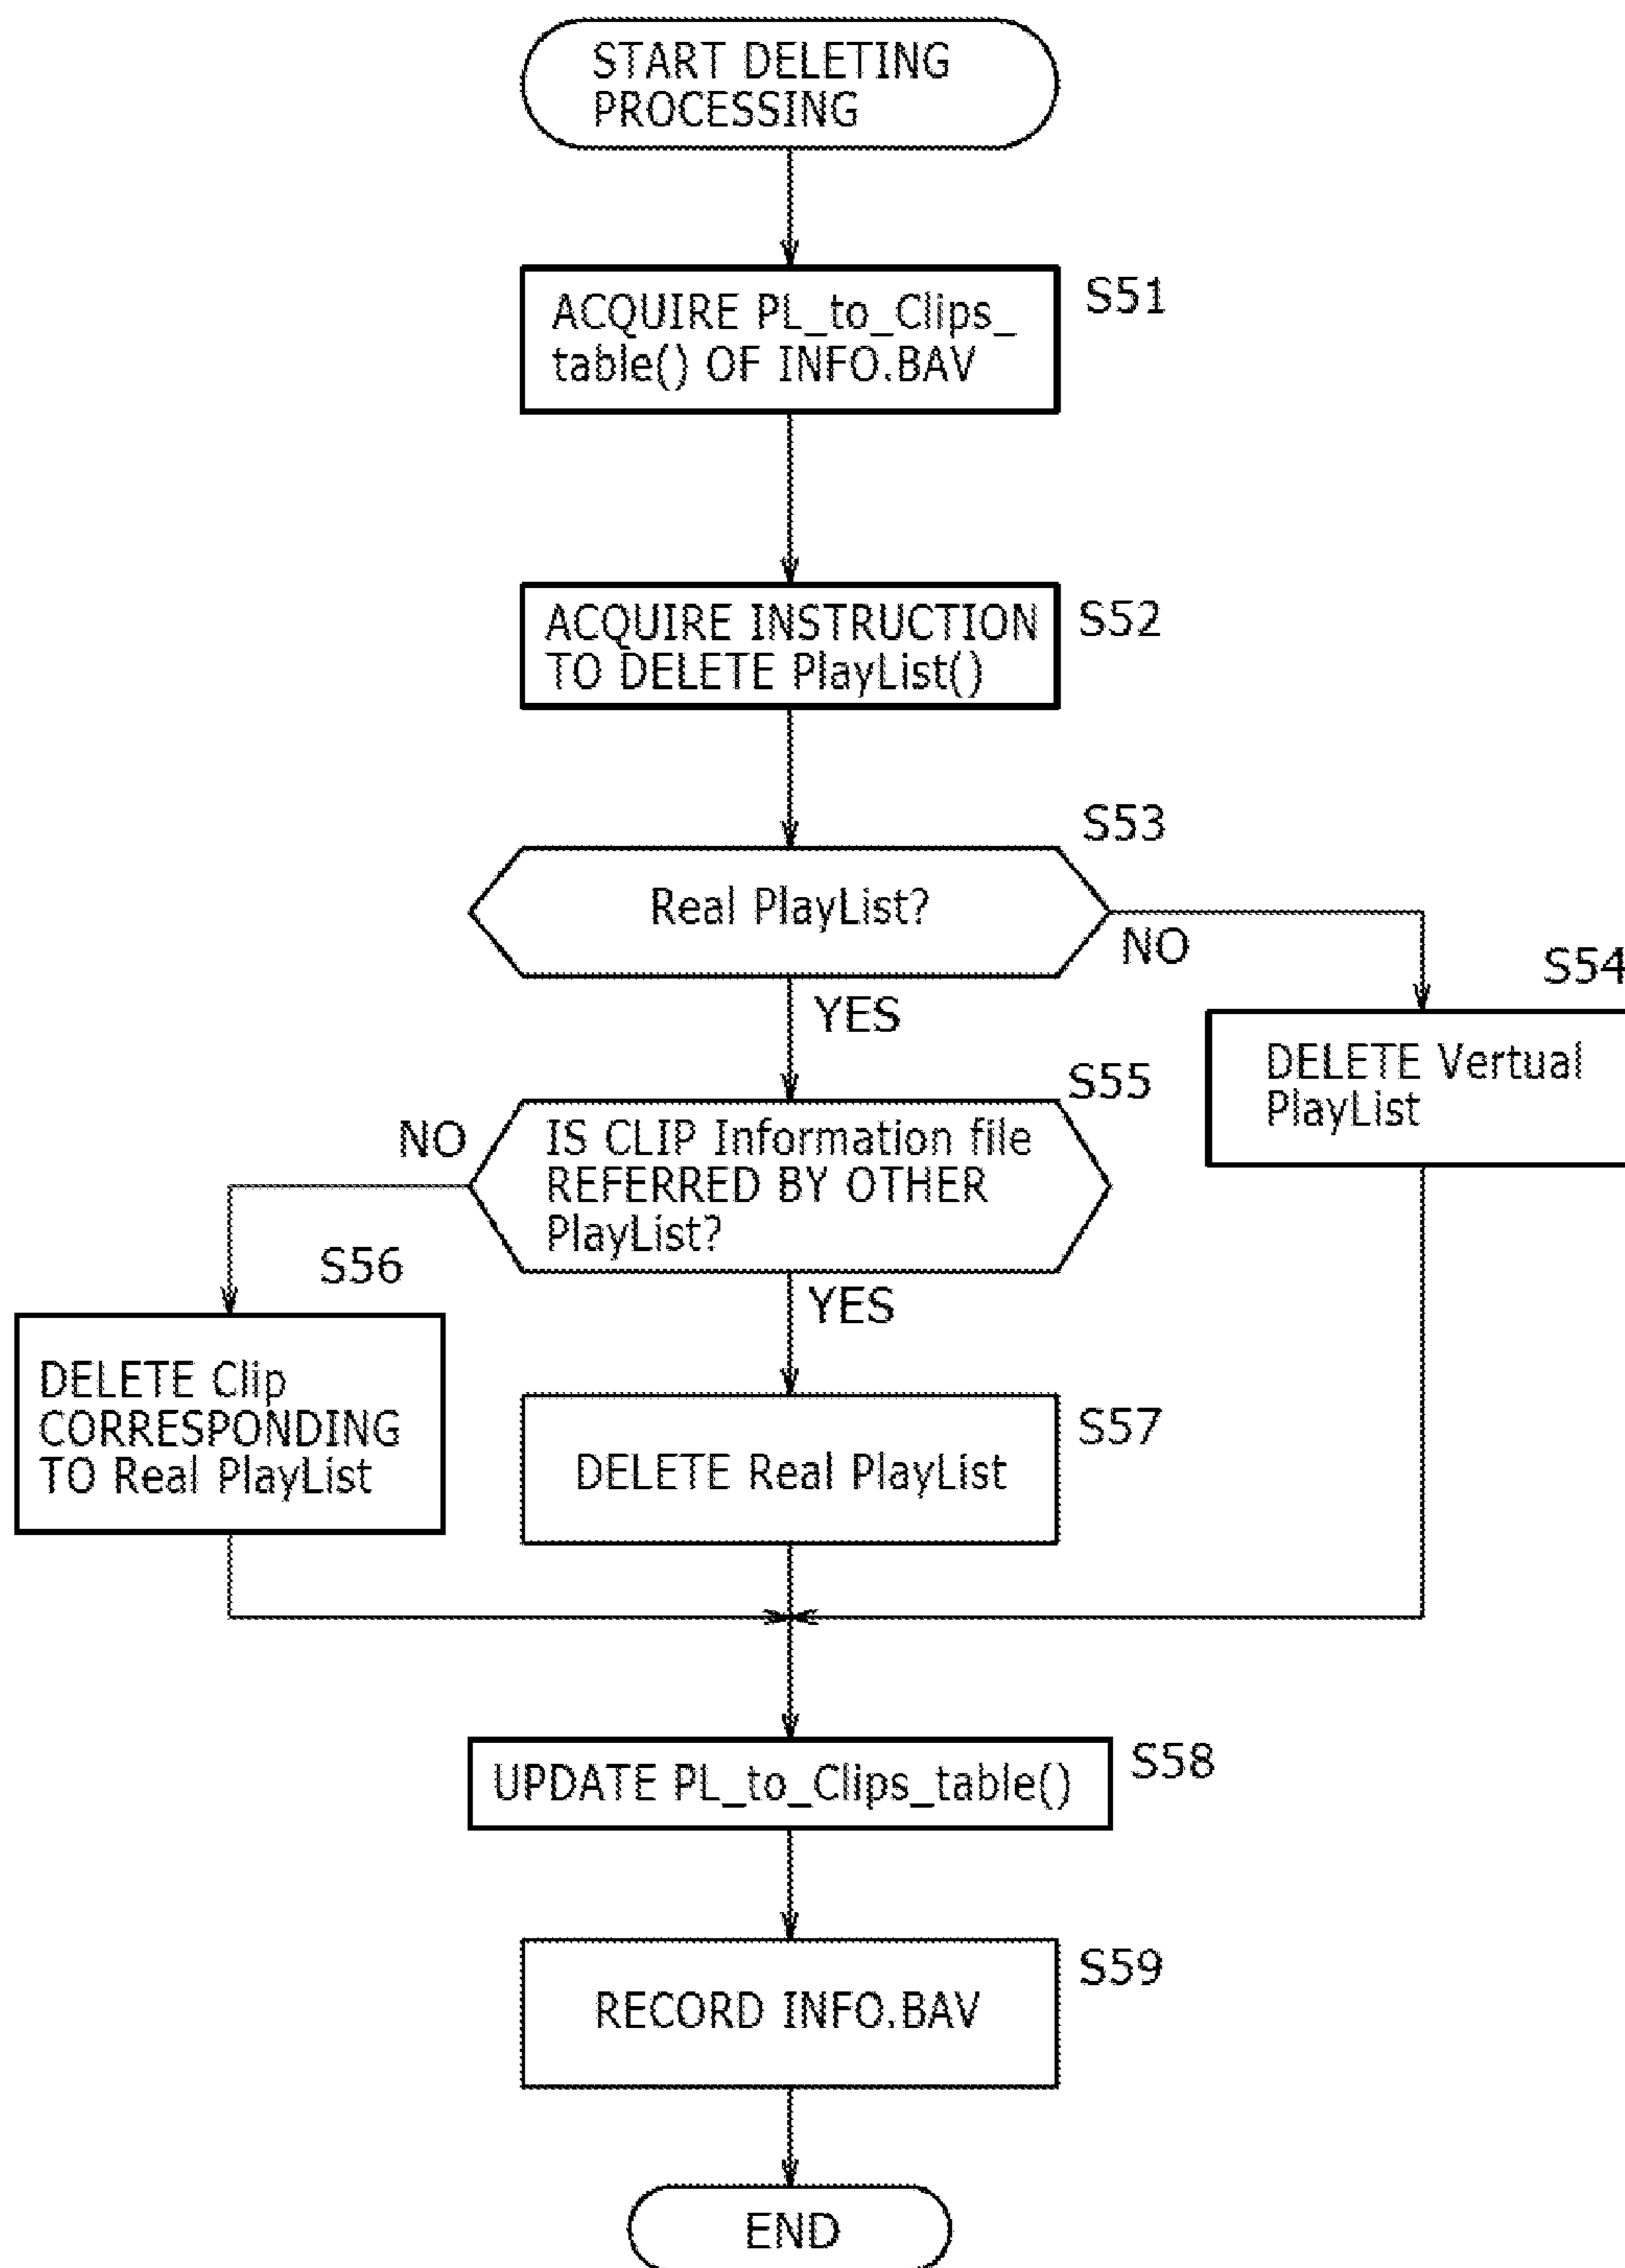 START DELETING
PROCESSING
S51
ACQUIRE PL_to_Clips_
table() OF INFO.BAV
S52
ACQUIRE INSTRUCTION
TO DELETE PlayList()
S53
Real PlayList?
NO
YES
S54
DELETE Vertual
PlayList
S55
NO
IS CLIP Information file
REFERRED BY OTHER
PlayList?
YES
S56
DELETE Clip
CORRESPONDING
TO Real PlayList
S57
DELETE Real PlayList
S58
UPDATE PL_to_Clips_table()
S59
RECORD INFO.BAV
END